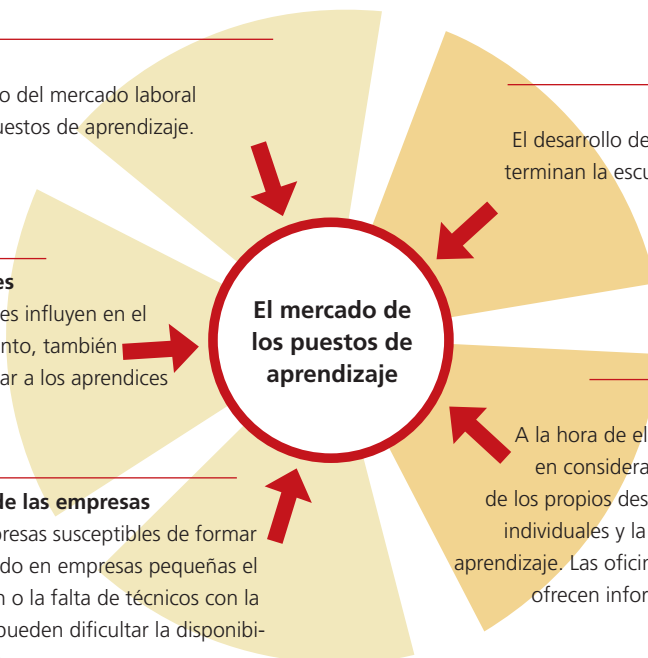 o del mercado laboral
uestos de aprendizaje.
es
es influyen en el
nto, también
ar a los aprendices
de las empresas
presas susceptibles de formar
do en empresas pequeñas el
n o la falta de técnicos con la
pueden dificultar la disponibi-
El mercado de
los puestos de
aprendizaje
El desarrollo de
terminan la escu
A la hora de el
en considera
de los propios des
individuales y la
aprendizaje. Las oficin
ofrecen infor